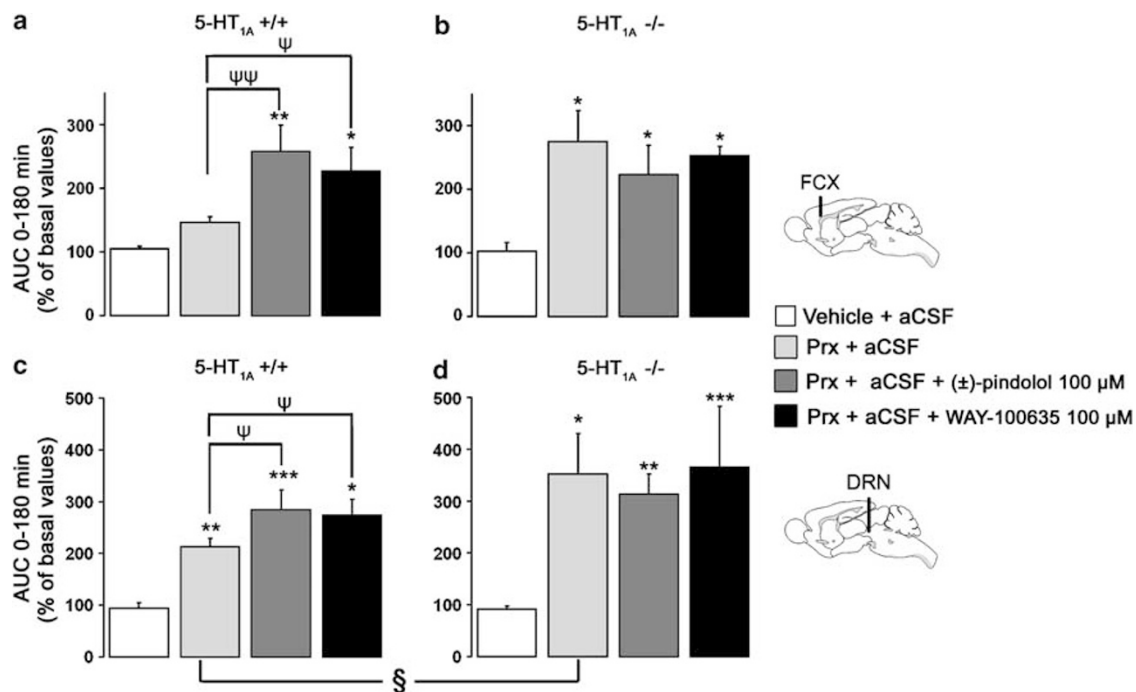 a
5-HT1A +/+
ψ
ψψ
**
*
AUC 0-180 min
(% of basal values)
300
200
100
0
b
5-HT1A -/-
*
*
*
300
200
100
0
FCX
Vehicle + aCSF
Prx + aCSF
Prx + aCSF + (±)-pindolol 100 µM
Prx + aCSF + WAY-100635 100 µM
c
5-HT1A +/+
ψ
ψ
**
***
*
AUC 0-180 min
(% of basal values)
500
400
300
200
100
0
d
5-HT1A -/-
*
**
***
500
400
300
200
100
0
DRN
§